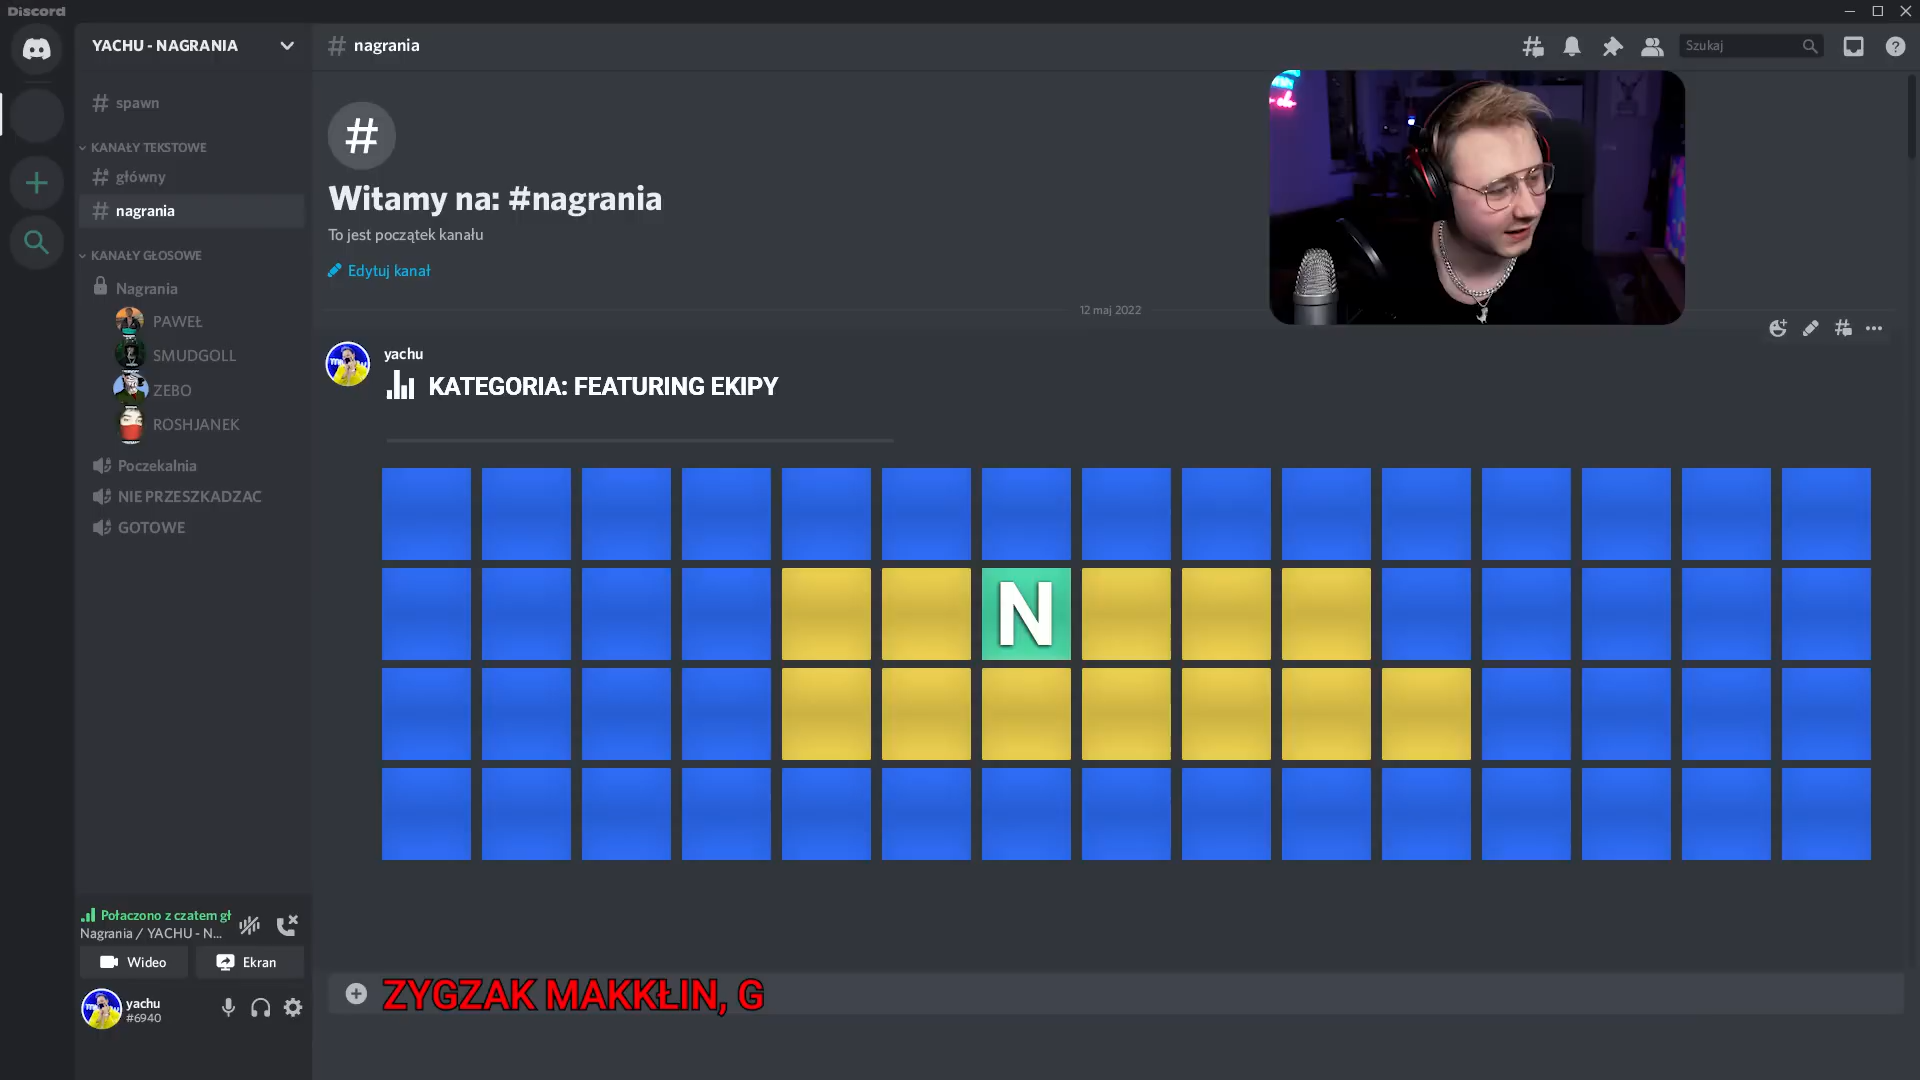 Discord
YACHU - NAGRANIA
# nagrania
Szukaj
spawn
KANAŁY TEKSTOWE
główny
nagrania
KANAŁY GŁOSOWE
Nagrania
PAWEŁ
SMUDGOLL
ZEBO
ROSHJANEK
Poczekalnia
NIE PRZESZKADZAC
GOTOWE
Witamy na: #nagrania
To jest początek kanału
Edytuj kanał
12 maj 2022
yachu
KATEGORIA: FEATURING EKIPY
N
Połaczono z czatem gł
Nagrania / YACHU - N...
Wideo
Ekran
yachu
#6940
ZYGZAK MAKKŁIN, G